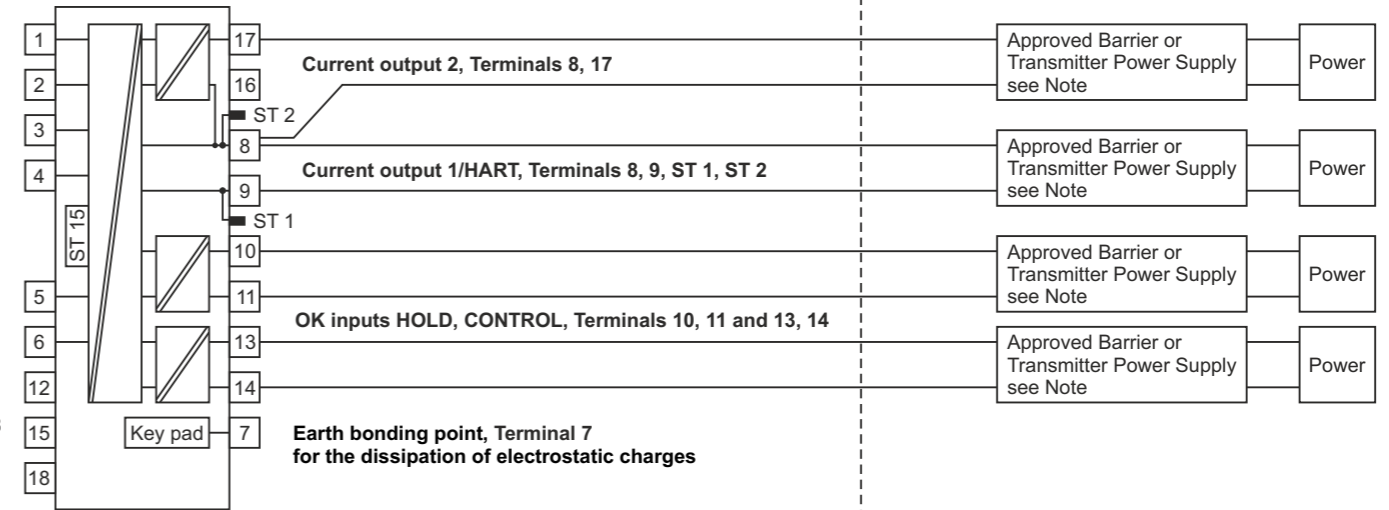 1
2
3
4
ST 15
5
6
12
15
18
17
16
ST 2
8
9
ST 1
10
11
13
14
Key pad
7
Current output 2, Terminals 8, 17
Current output 1/HART, Terminals 8, 9, ST 1, ST 2
OK inputs HOLD, CONTROL, Terminals 10, 11 and 13, 14
Earth bonding point, Terminal 7
for the dissipation of electrostatic charges
Approved Barrier or
Transmitter Power Supply
see Note
Power
Approved Barrier or
Transmitter Power Supply
see Note
Power
Approved Barrier or
Transmitter Power Supply
see Note
Power
Approved Barrier or
Transmitter Power Supply
see Note
Power